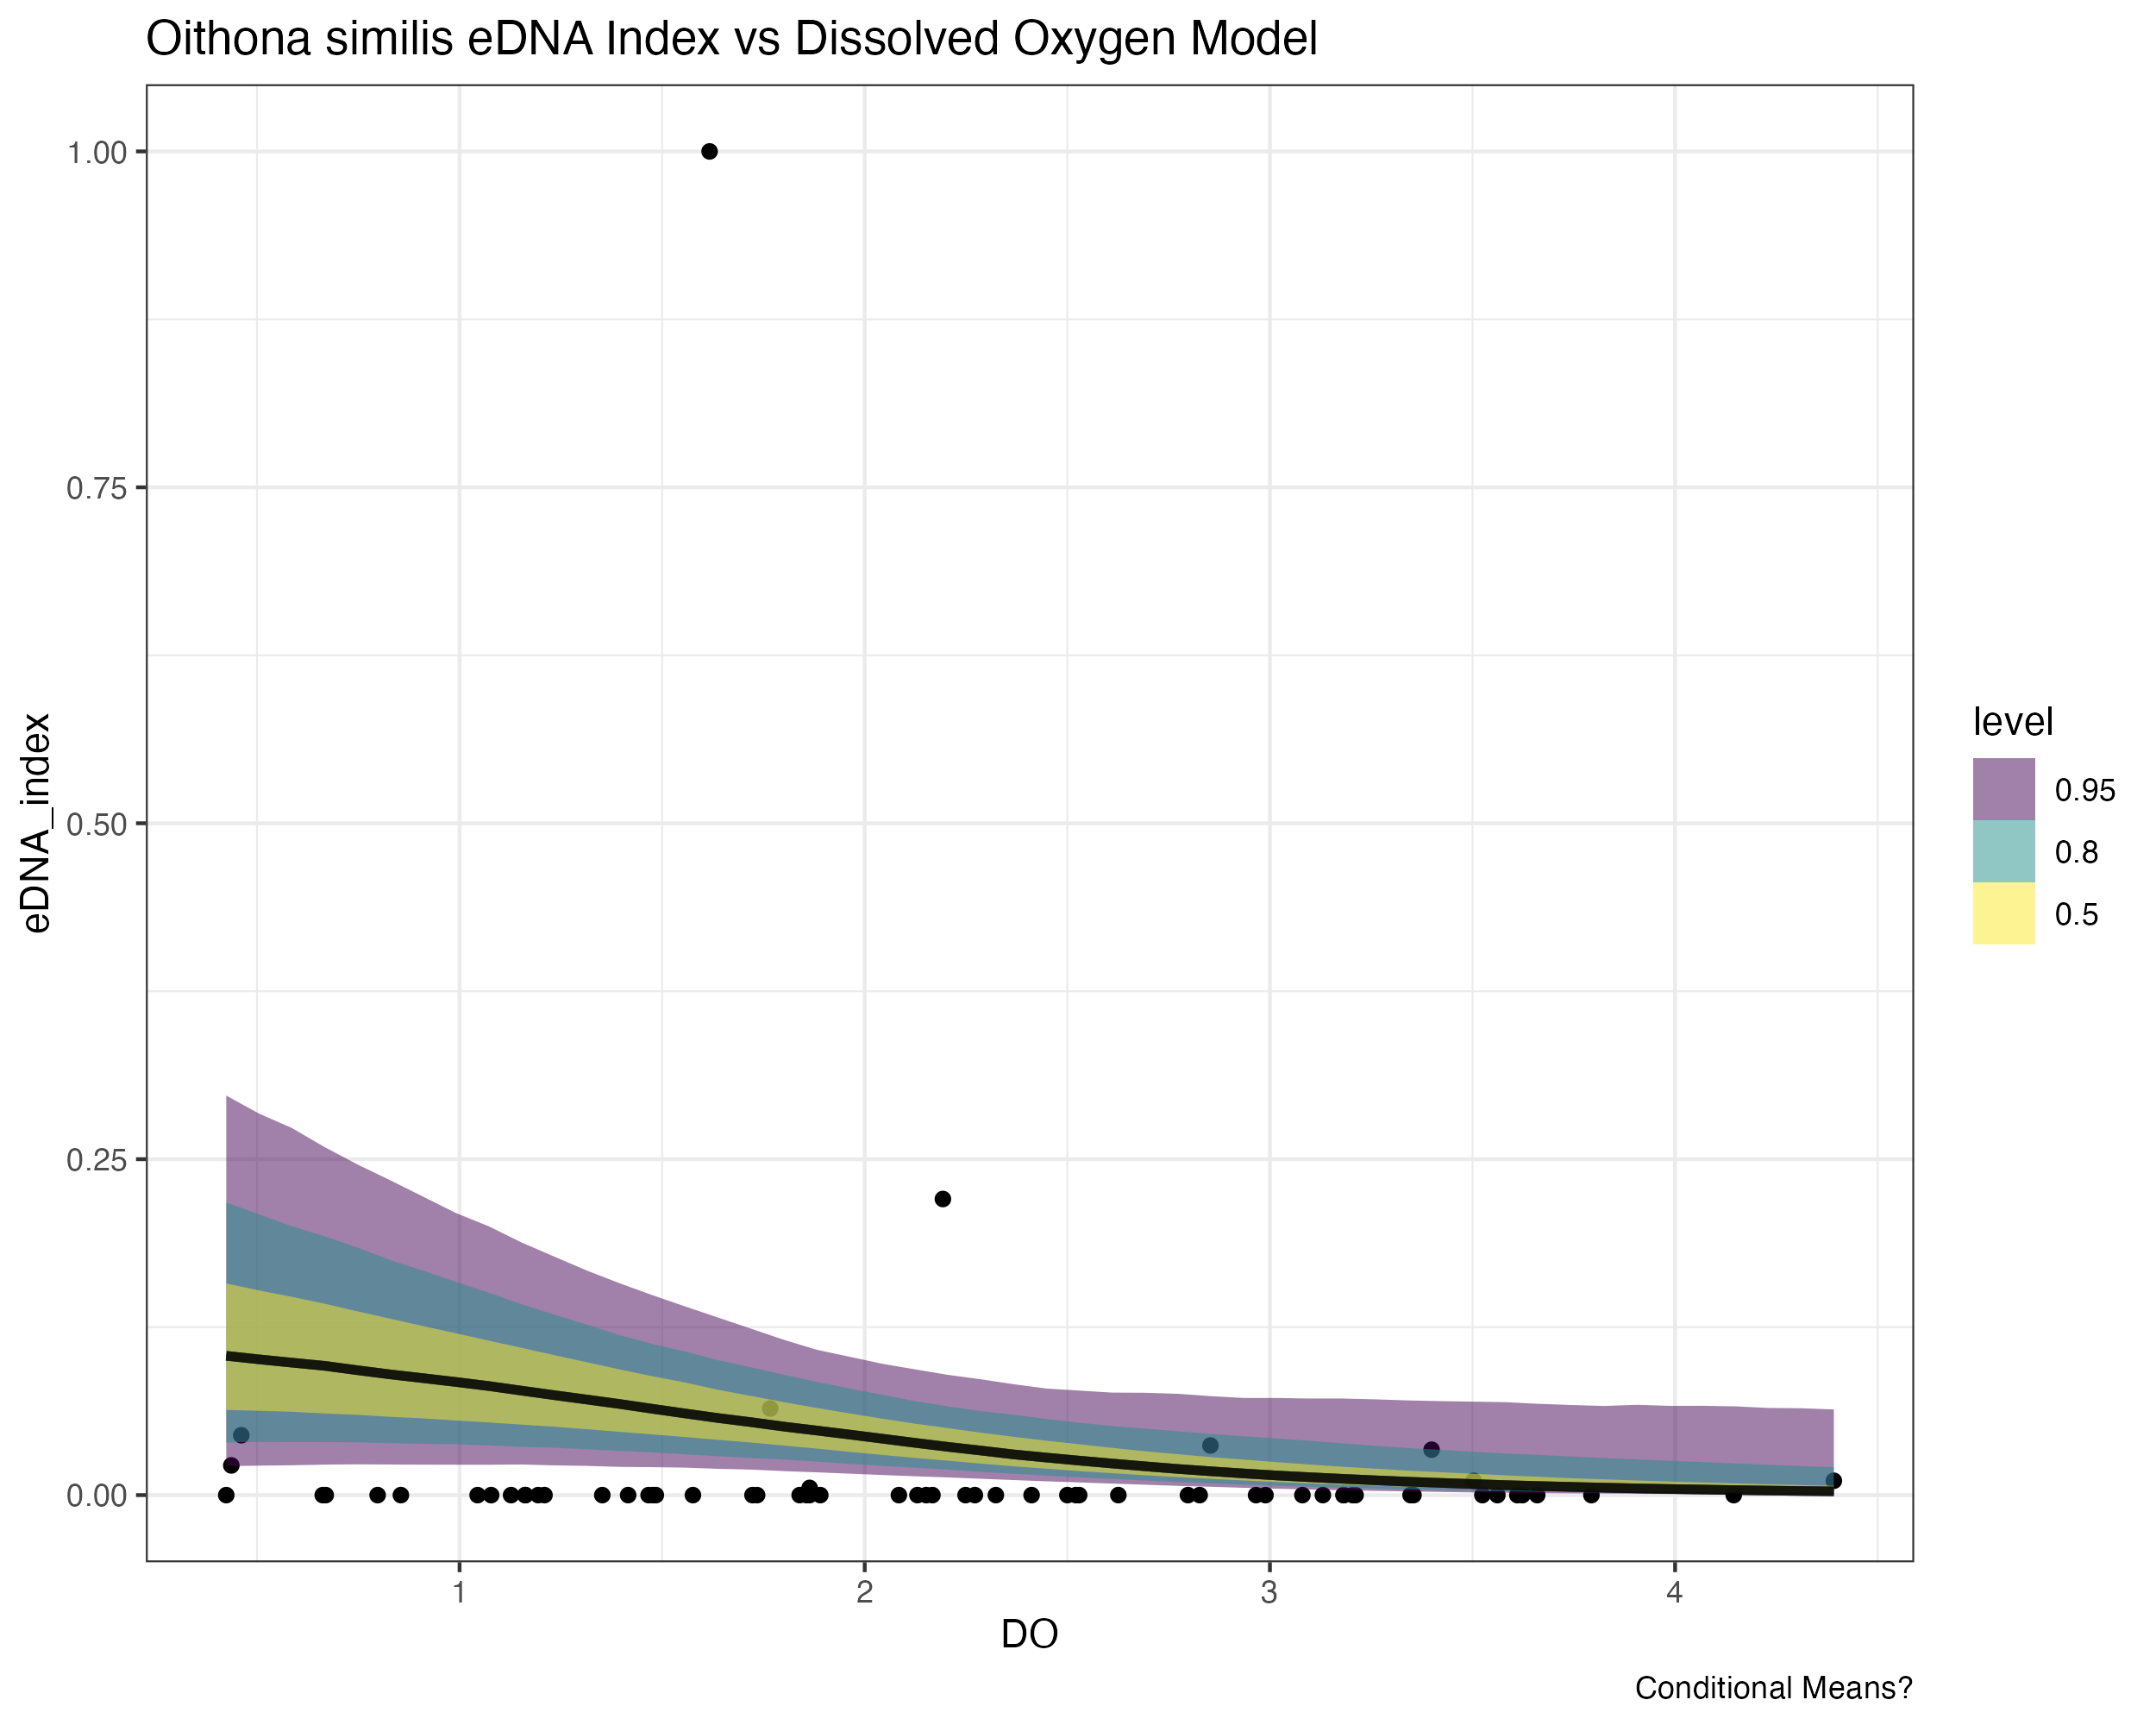 Oithona similis eDNA Index vs Dissolved Oxygen Model
eDNA_index
1.00
0.75
0.50
0.25
0.00
1 2 3 4
DO
level
0.95
0.8
0.5
Conditional Means?